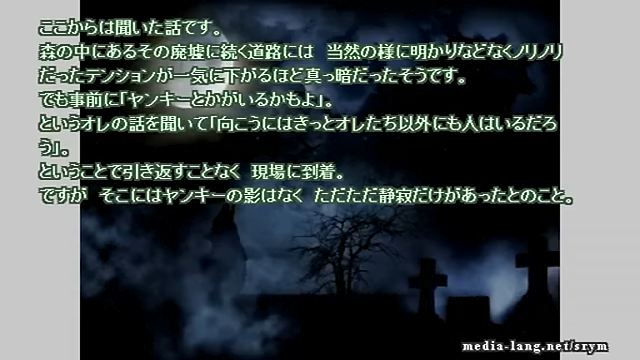 ここからは聞いた話です。
森の中にあるその廃墟に続く道路には　当然の様に明かりなどなくノリノリ
だったテンションが一気に下がるほど真っ暗だったそうです。
でも事前に「ヤンキーとかがいるかもよ」。
というオレの話を聞いて「向こうにはきっとオレたち以外にも人はいるだろ
う」。
ということで引き返すことなく　現場に到着。
ですが　そこにはヤンキーの影はなく　ただただ静寂だけがあったとのこと。
media-lang.net/srym